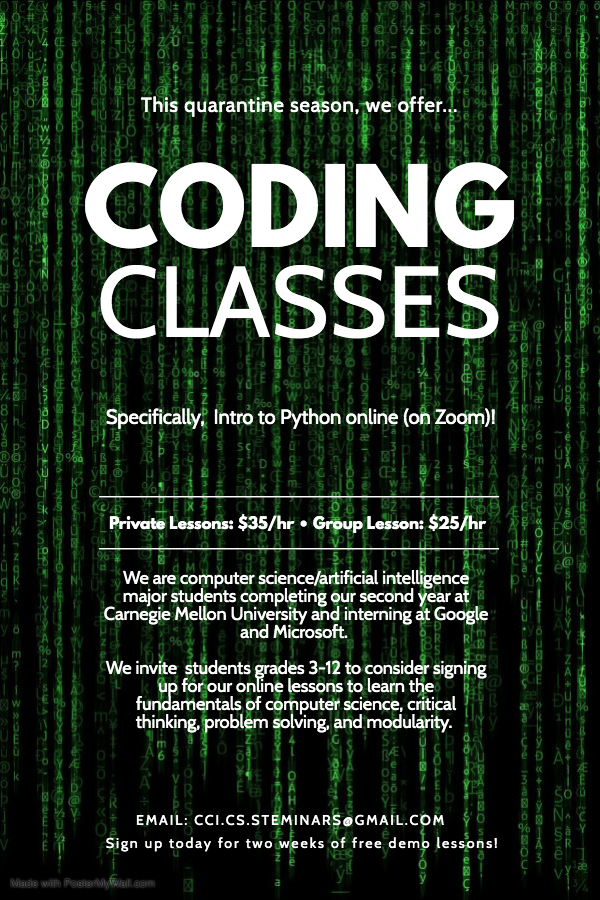 This quarantine season, we offer...
CODING
CLASSES
Specifically,  Intro to Python online (on Zoom)!
Private Lessons: $35/hr • Group Lesson: $25/hr
We are computer science/artificial intelligence
major students completing our second year at
Carnegie Mellon University and interning at Google
and Microsoft.
We invite  students grades 3-12 to consider signing
up for our online lessons to learn the
fundamentals of computer science, critical
thinking, problem solving, and modularity.
EMAIL: CCI.CS.STEMINARS@GMAIL.COM
Sign up today for two weeks of free demo lessons!
Made with PosterMyWall.com